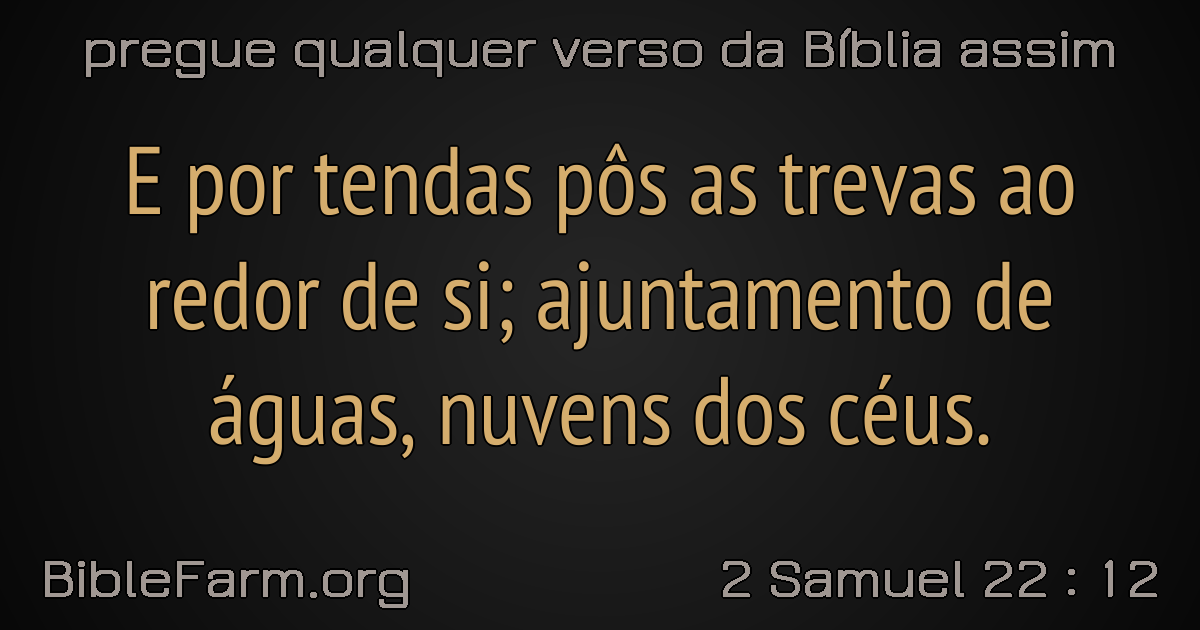 pregue qualquer verso da Bíblia assim
E por tendas pôs as trevas ao
redor de si; ajuntamento de
águas, nuvens dos céus.
BibleFarm.org
2 Samuel 22 : 12